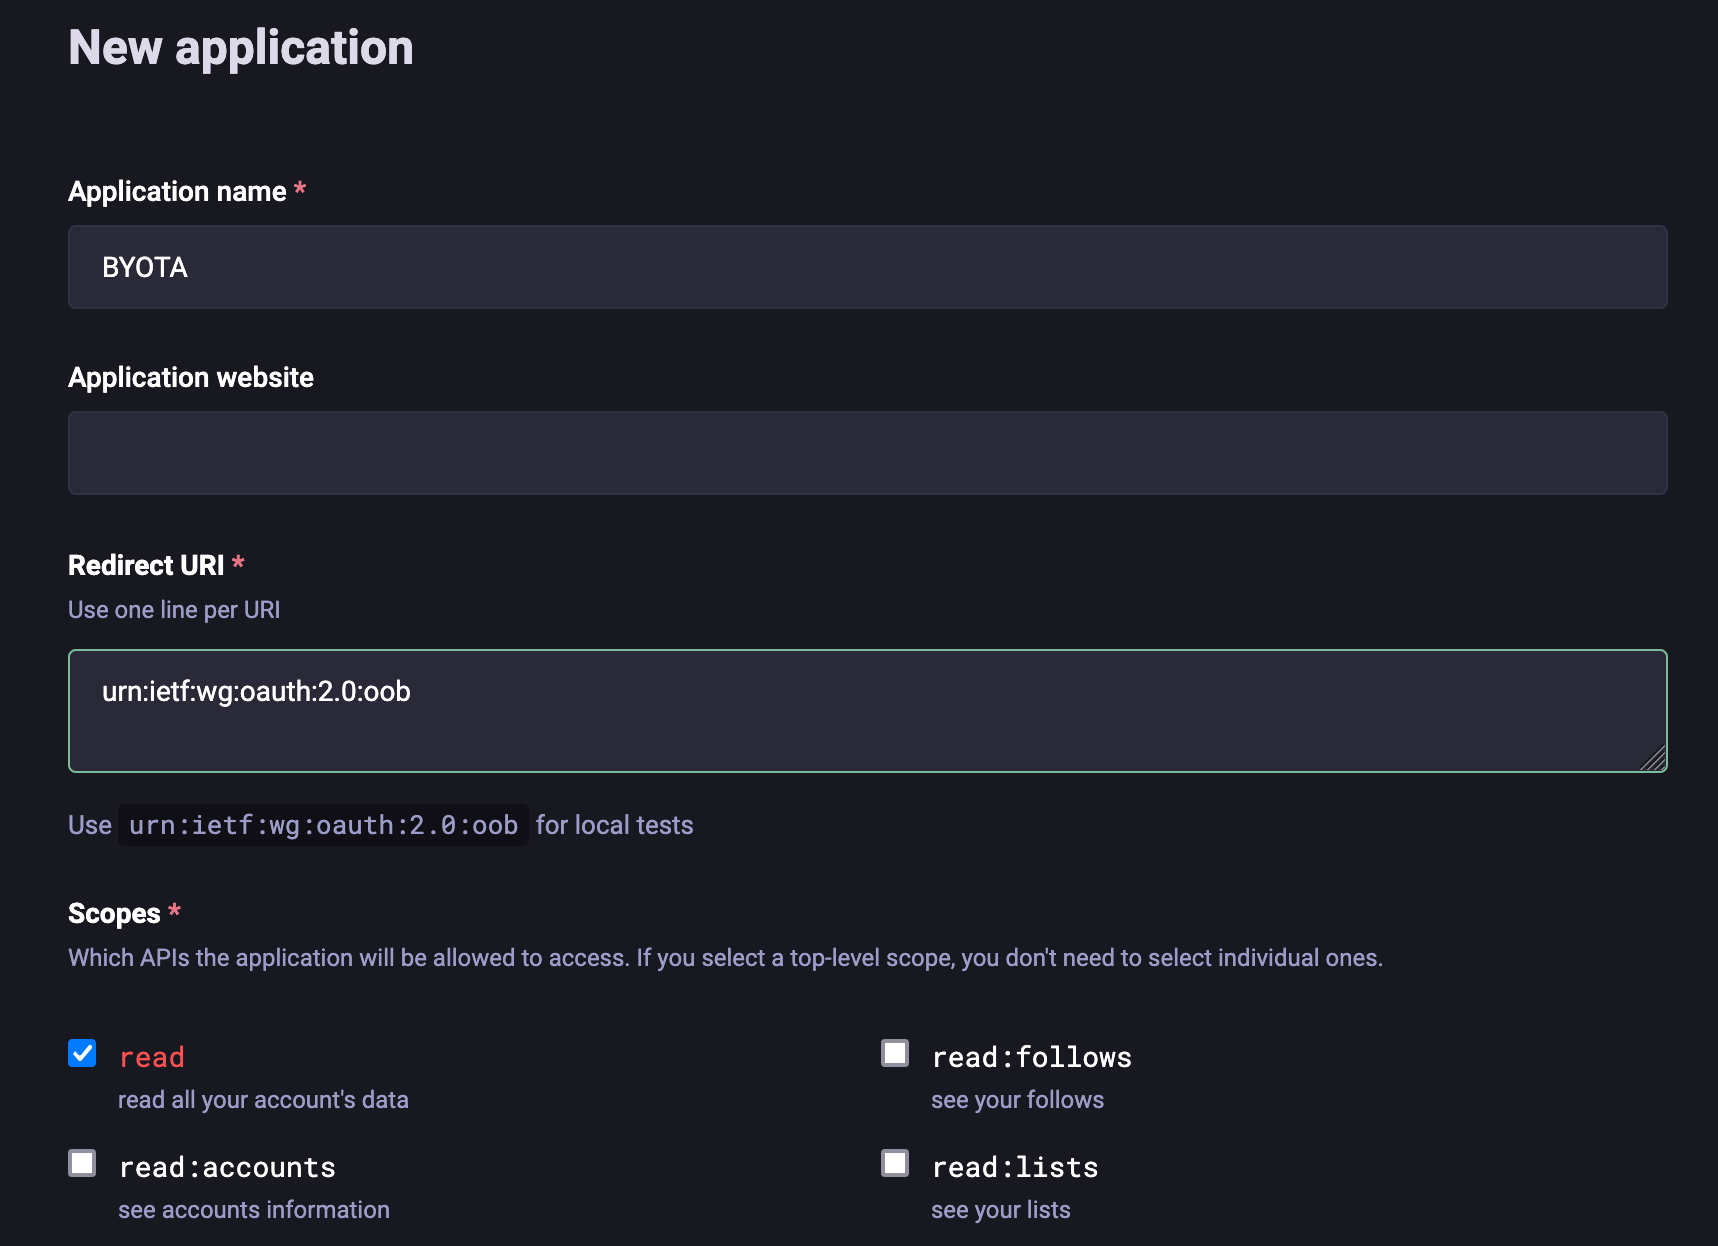 New application
Application name *
BYOTA
Application website
Redirect URI *
Use one line per URI
urn:ietf:wg:oauth:2.0:oob
Use urn:ietf:wg:oauth:2.0:oob for local tests
Scopes *
Which APIs the application will be allowed to access. If you select a top-level scope, you don't need to select individual ones.
read
read all your account's data
read:follows
see your follows
read:accounts
see accounts information
read:lists
see your lists